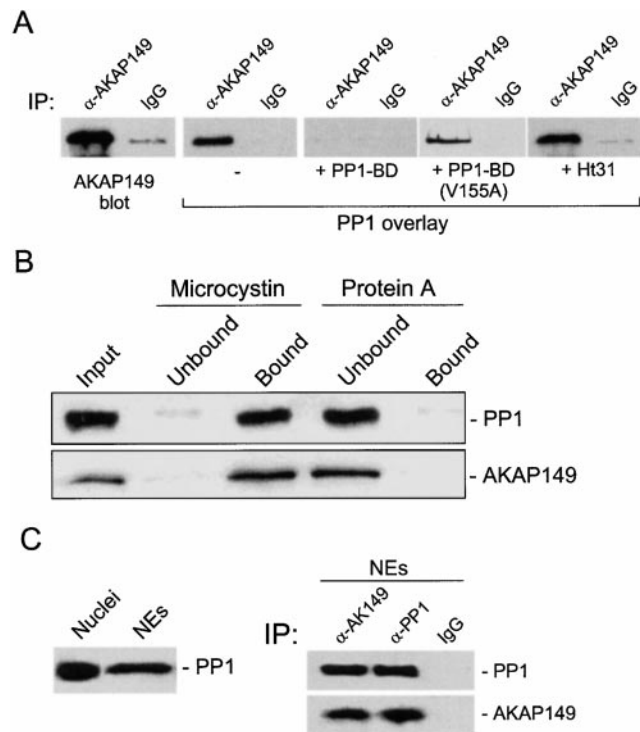 A
α-AKAP149 IgG α-AKAP149 IgG α-AKAP149 IgG α-AKAP149 IgG α-AKAP149 IgG
IP:
AKAP149 blot
-
+ PP1-BD
+ PP1-BD (V155A)
+ Ht31
PP1 overlay
B
Microcystin Protein A
Input Unbound Bound Unbound Bound
- PP1
- AKAP149
C
Nuclei NEs
- PP1
NEs
IP: α-AK149 α-PP1 IgG
- PP1
- AKAP149